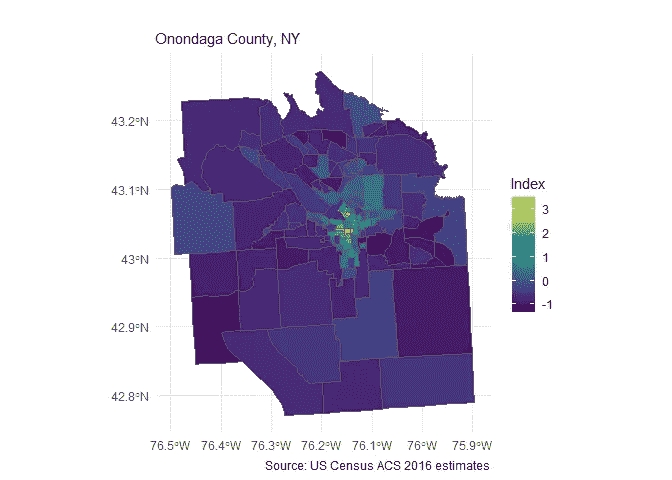 Onondaga County, NY
43.2°N
43.1°N
43°N
42.9°N
42.8°N
76.5°W 76.4°W 76.3°W 76.2°W 76.1°W 76°W 75.9°W
Index
3
2
1
0
-1
Source: US Census ACS 2016 estimates